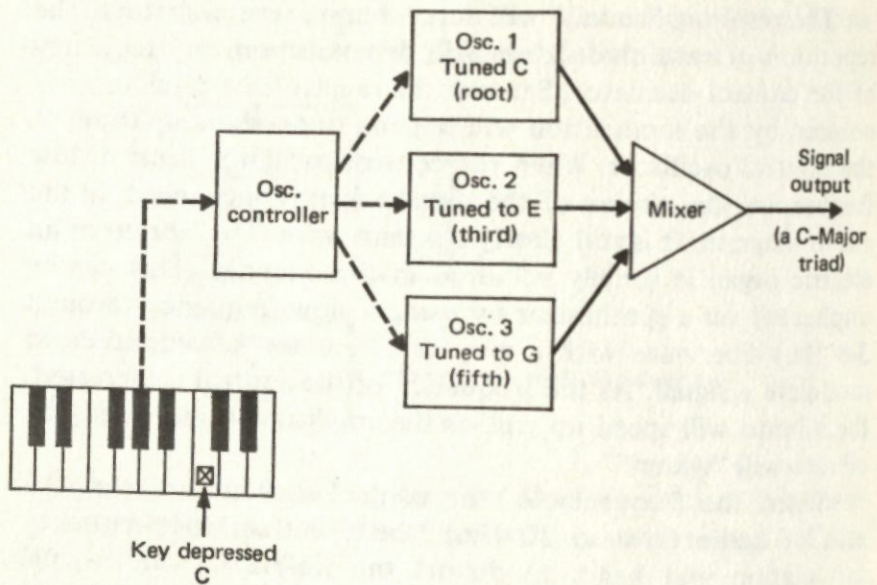 Osc. 1
Tuned C
(root)
Osc.
controller
Osc. 2
Tuned to E
(third)
Mixer
Signal
output
(a C-Major
triad)
Osc. 3
Tuned to G
(fifth)
Key depressed
C